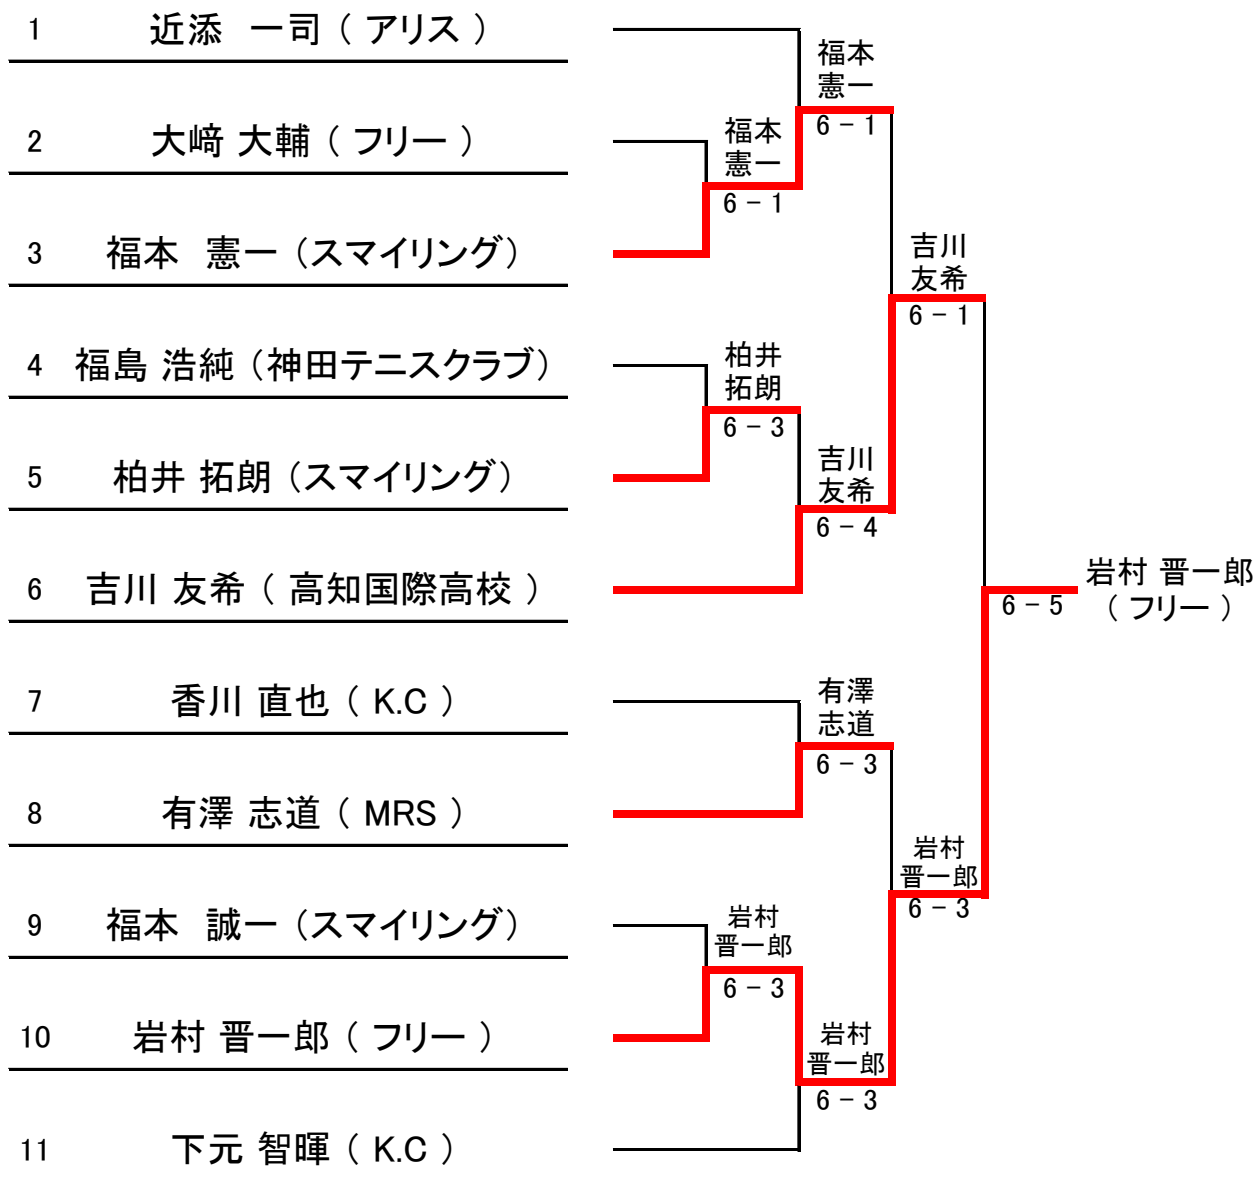 1 近添　一司（ アリス ）
2 大﨑 大輔（ フリー ）
3 福本　憲一（スマイリング）
4 福島 浩純（神田テニスクラブ）
5 柏井 拓朗（スマイリング）
6 吉川 友希（ 高知国際高校 ）
7 香川 直也（ K.C ）
8 有澤 志道（ MRS ）
9 福本　誠一（スマイリング）
10 岩村 晋一郎（ フリー ）
11 下元 智暉（ K.C ）
福本
憲一
6 － 1
柏井
拓朗
6 － 3
岩村
晋一郎
6 － 3
福本
憲一
6 － 1
吉川
友希
6 － 4
有澤
志道
6 － 3
岩村
晋一郎
6 － 3
吉川
友希
6 － 1
岩村
晋一郎
6 － 3
6 － 5
岩村 晋一郎
（ フリー ）